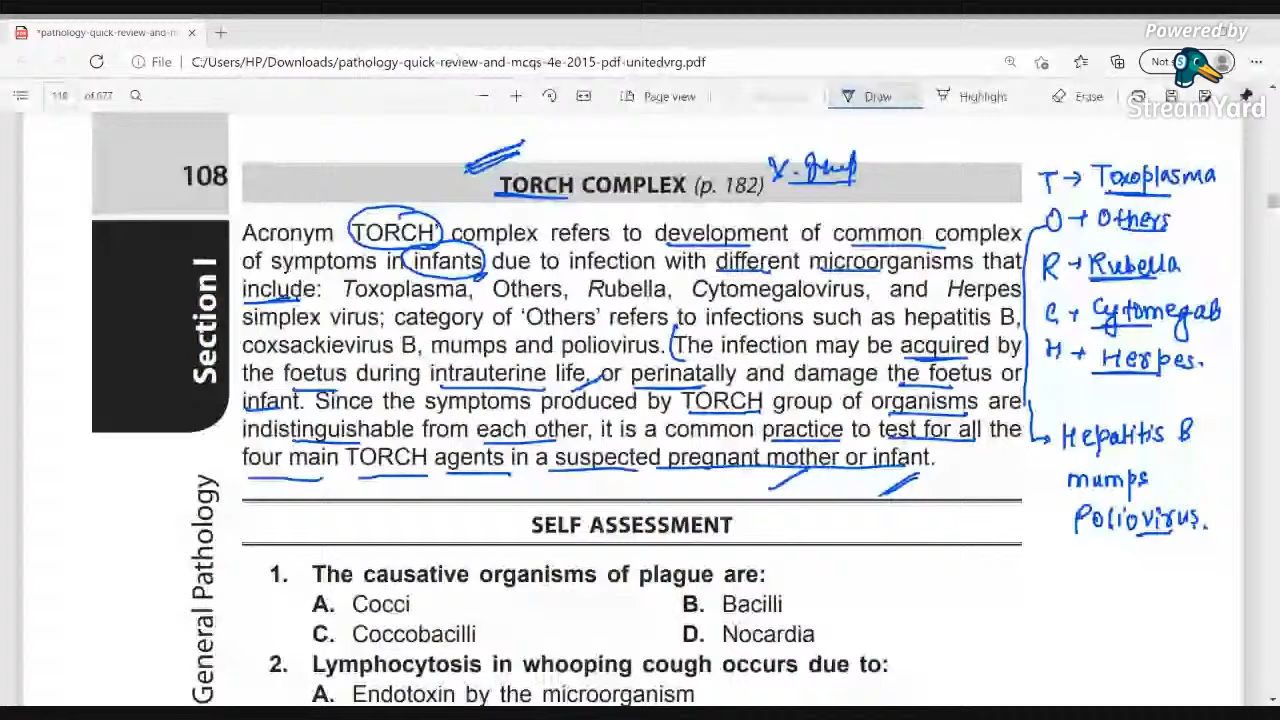 *pathology-quick-review-and-m
Powered by
File C:/Users/HP/Downloads/pathology-quick-review-and-mcqs-4e-2015-pdf-unitedvrg.pdf
Not s
118 of 677
Page view
Draw
Highlight
Erase
StreamYard
108
TORCH COMPLEX (p. 182)
Acronym 'TORCH' complex refers to development of common complex
of symptoms in infants due to infection with different microorganisms that
include: Toxoplasma, Others, Rubella, Cytomegalovirus, and Herpes
simplex virus; category of 'Others' refers to infections such as hepatitis B,
coxsackievirus B, mumps and poliovirus. The infection may be acquired by
the foetus during intrauterine life, or perinatally and damage the foetus or
infant. Since the symptoms produced by TORCH group of organisms are
indistinguishable from each other, it is a common practice to test for all the
four main TORCH agents in a suspected pregnant mother or infant.
T → Toxoplasma
O → Others
R → Rubella
C → Cytomegalo
H → Herpes.
Hepatitis B
mumps
Poliovirus.
Section I
General Pathology
SELF ASSESSMENT
1. The causative organisms of plague are:
A. Cocci B. Bacilli
C. Coccobacilli D. Nocardia
2. Lymphocytosis in whooping cough occurs due to:
A. Endotoxin by the microorganism